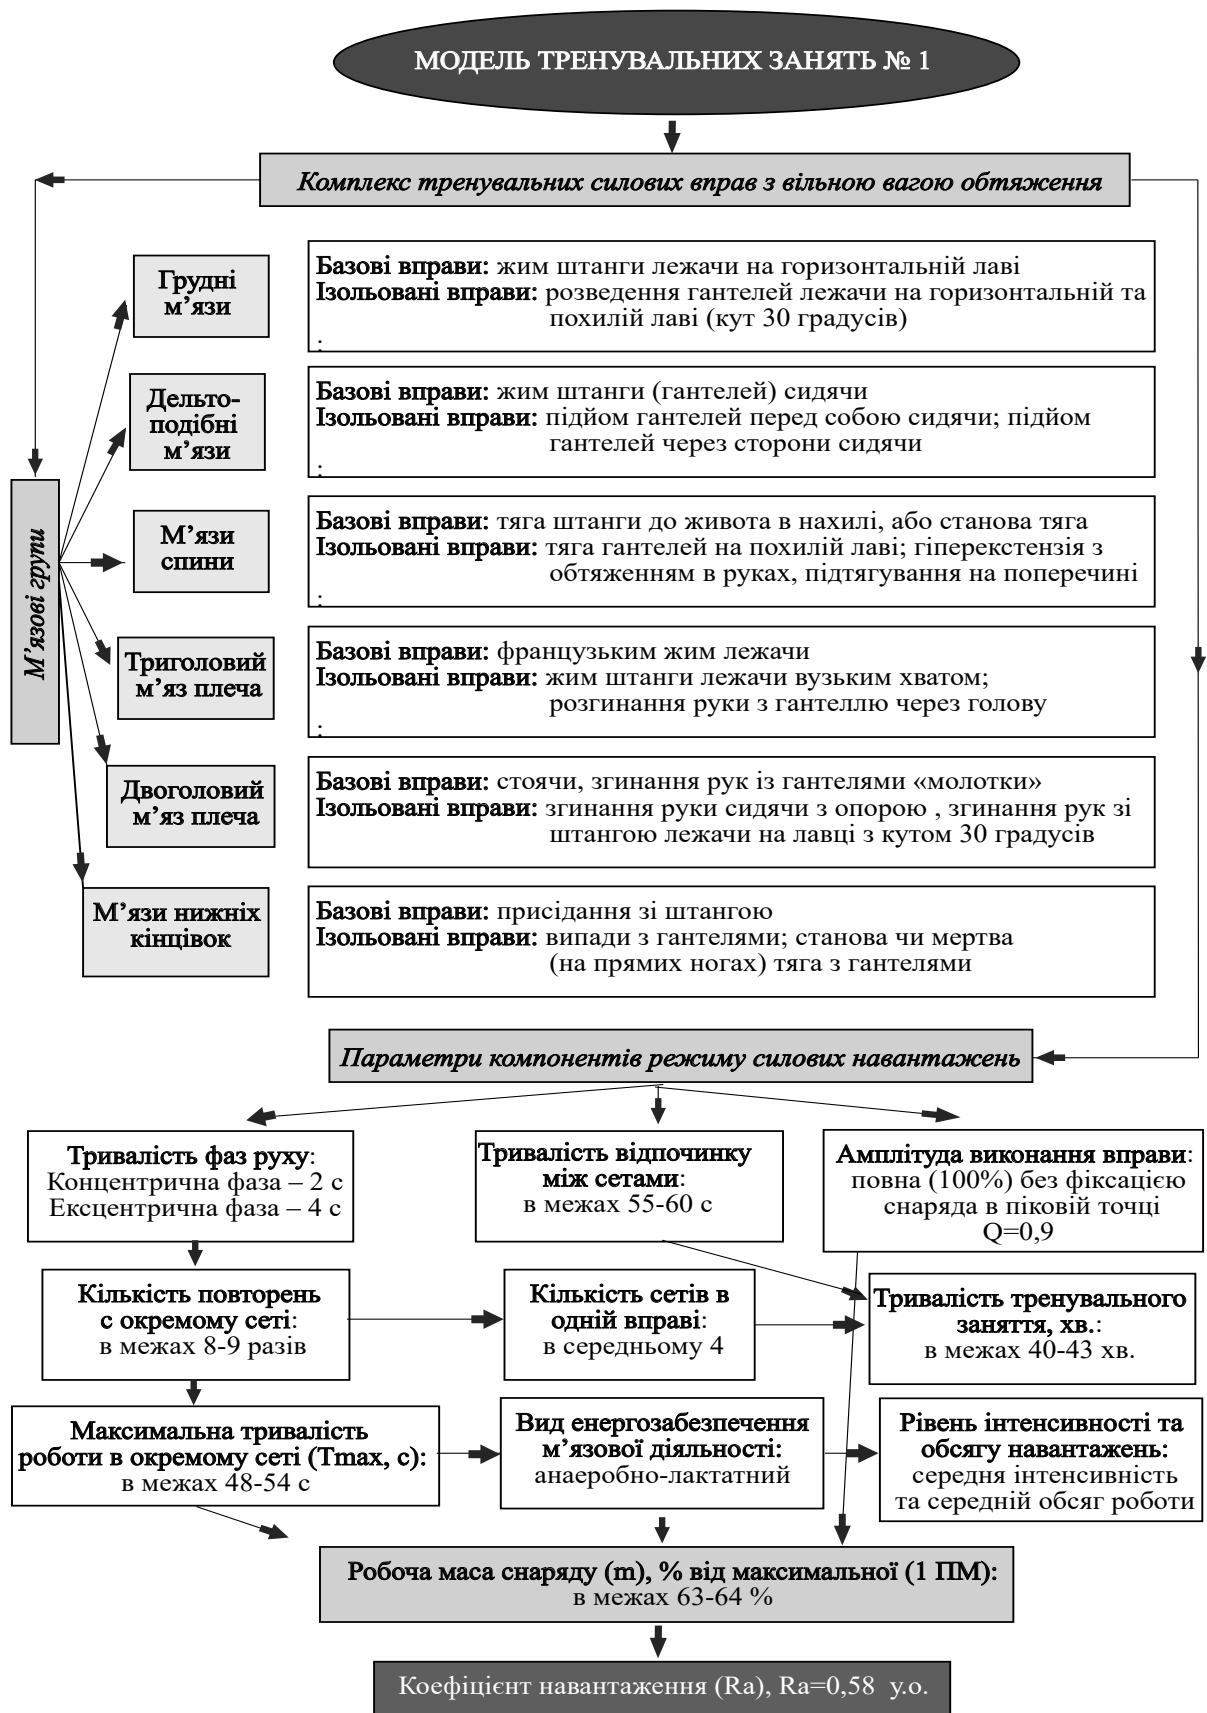 МОДЕЛЬ ТРЕНУВАЛЬНИХ ЗАНЯТЬ № 1
Комплекс тренувальних силових вправ з вільною вагою обтяження
М’язові групи
Грудні
м’язи
Базові вправи: жим штанги лежачи на горизонтальній лаві
Ізольовані вправи: розведення гантелей лежачи на горизонтальній та
похилій лаві (кут 30 градусів)
:
Дельто-
подібні
м’язи
Базові вправи: жим штанги (гантелей) сидячи
Ізольовані вправи: підйом гантелей перед собою сидячи; підйом
гантелей через сторони сидячи
:
М’язи
спини
Базові вправи: тяга штанги до живота в нахилі, або станова тяга
Ізольовані вправи: тяга гантелей на похилій лаві; гіперекстензія з
обтяженням в руках, підтягування на поперечині
:
Триголовий
м’яз плеча
Базові вправи: французьким жим лежачи
Ізольовані вправи: жим штанги лежачи вузьким хватом;
розгинання руки з гантеллю через голову
:
Двоголовий
м’яз плеча
Базові вправи: стоячи, згинання рук із гантелями «молотки»
Ізольовані вправи: згинання руки сидячи з опорою , згинання рук зі
штангою лежачи на лавці з кутом 30 градусів
М’язи нижніх
кінцівок
Базові вправи: присідання зі штангою
Ізольовані вправи: випади з гантелями; станова чи мертва
(на прямих ногах) тяга з гантелями
Параметри компонентів режиму силових навантажень
Тривалість фаз руху:
Концентрична фаза – 2 с
Ексцентрична фаза – 4 с
Тривалість відпочинку
між сетами:
в межах 55-60 с
Амплітуда виконання вправи:
повна (100%) без фіксацією
снаряда в піковій точці
Q=0,9
Кількість повторень
с окремому сеті:
в межах 8-9 разів
Кількість сетів в
одній вправі:
в середньому 4
Тривалість тренувального
заняття, хв.:
в межах 40-43 хв.
Максимальна тривалість
роботи в окремому сеті (Tmax, с):
в межах 48-54 с
Вид енергозабезпечення
м’язової діяльності:
анаеробно-лактатний
Рівень інтенсивності та
обсягу навантажень:
середня інтенсивність
та середній обсяг роботи
Робоча маса снаряду (m), % від максимальної (1 ПМ):
в межах 63-64 %
Коефіцієнт навантаження (Ra), Ra=0,58 у.о.